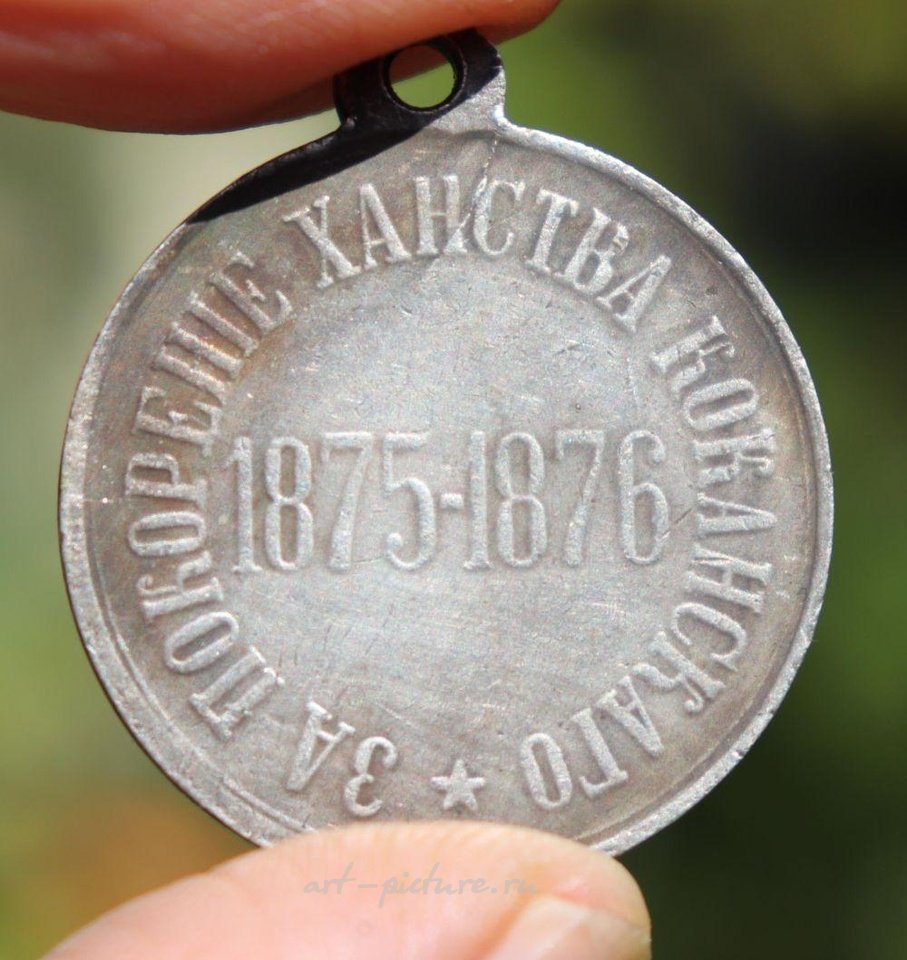 ЗА ПОКОРЕНІЕ ХАНСТВА КОКАНСКАГО
1875-1876
art-picture.ru